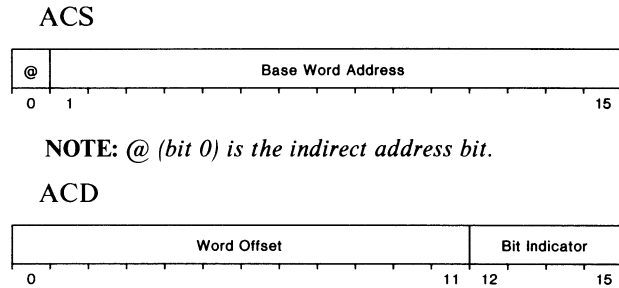 ACS
@ Base Word Address
0 1 15
NOTE: @ (bit 0) is the indirect address bit.
ACD
Word Offset Bit Indicator
0 11 12 15